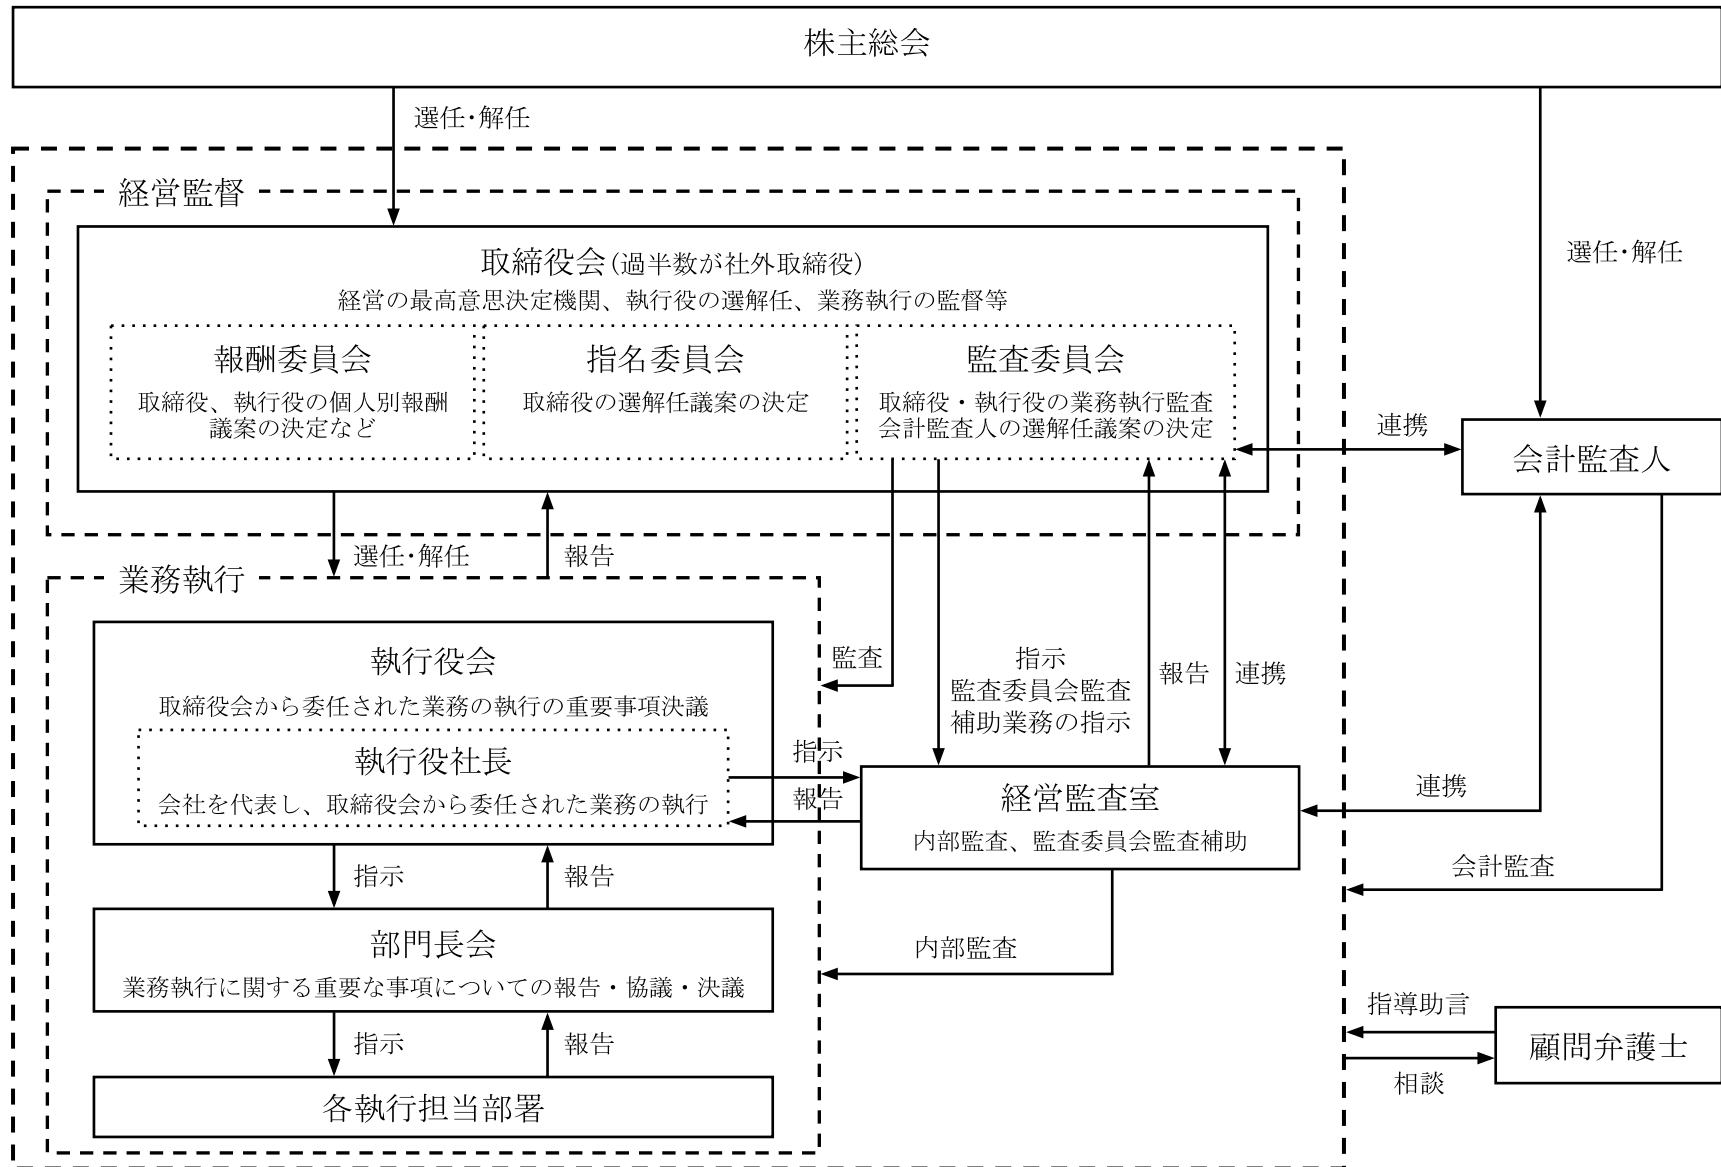 株主総会
選任・解任
選任・解任
経営監督
取締役会(過半数が社外取締役)
経営の最高意思決定機関、執行役の選解任、業務執行の監督等
報酬委員会
取締役、執行役の個人別報酬
議案の決定など
指名委員会
取締役の選解任議案の決定
監査委員会
取締役・執行役の業務執行監査
会計監査人の選解任議案の決定
連携
会計監査人
選任・解任
報告
業務執行
執行役会
取締役会から委任された業務の執行の重要事項決議
執行役社長
会社を代表し、取締役会から委任された業務の執行
監査
指示
監査委員会監査
補助業務の指示
報告
連携
指示
報告
経営監査室
内部監査、監査委員会監査補助
連携
会計監査
指示
報告
部門長会
業務執行に関する重要な事項についての報告・協議・決議
内部監査
指示
報告
各執行担当部署
指導助言
顧問弁護士
相談